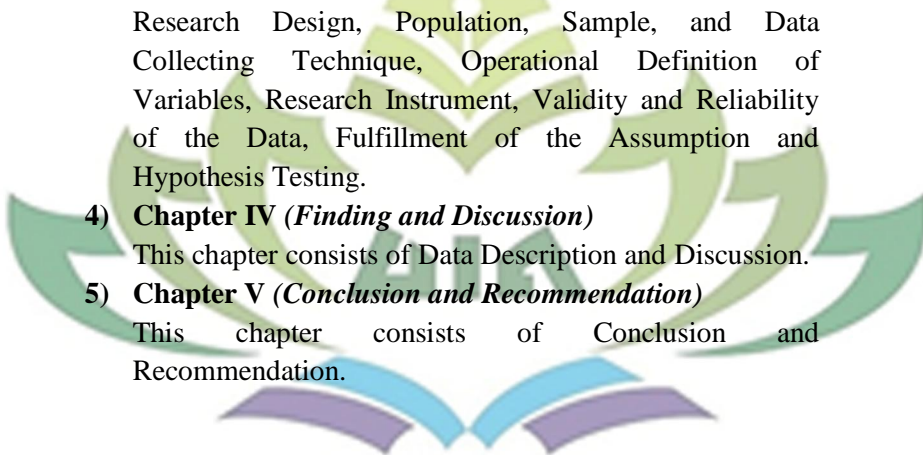 Research Design, Population, Sample, and Data
Collecting Technique, Operational Definition of
Variables, Research Instrument, Validity and Reliability
of the Data, Fulfillment of the Assumption and
Hypothesis Testing.
4) Chapter IV (Finding and Discussion)
This chapter consists of Data Description and Discussion.
5) Chapter V (Conclusion and Recommendation)
This chapter consists of Conclusion and
Recommendation.